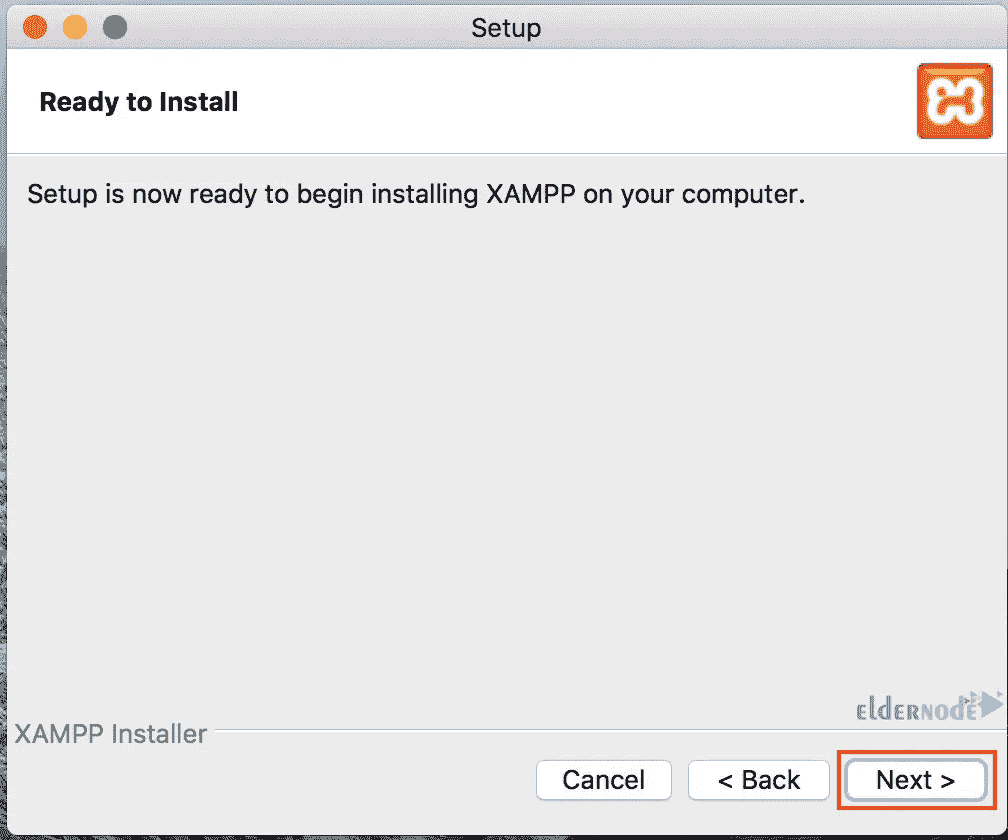 Setup
Ready to Install
Setup is now ready to begin installing XAMPP on your computer.
eldernode
XAMPP Installer
Cancel
< Back
Next >